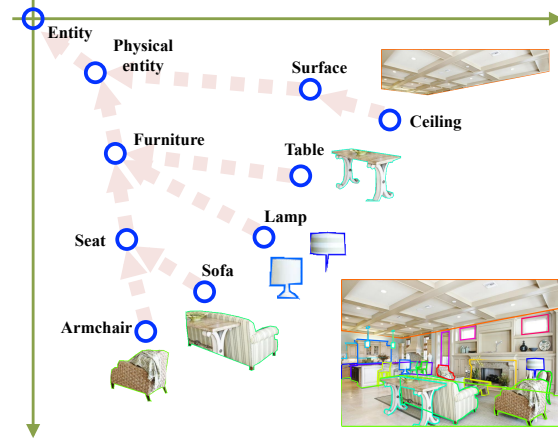 Entity
Physical
entity
Surface
Ceiling
Furniture
Table
Lamp
Seat
Sofa
Armchair